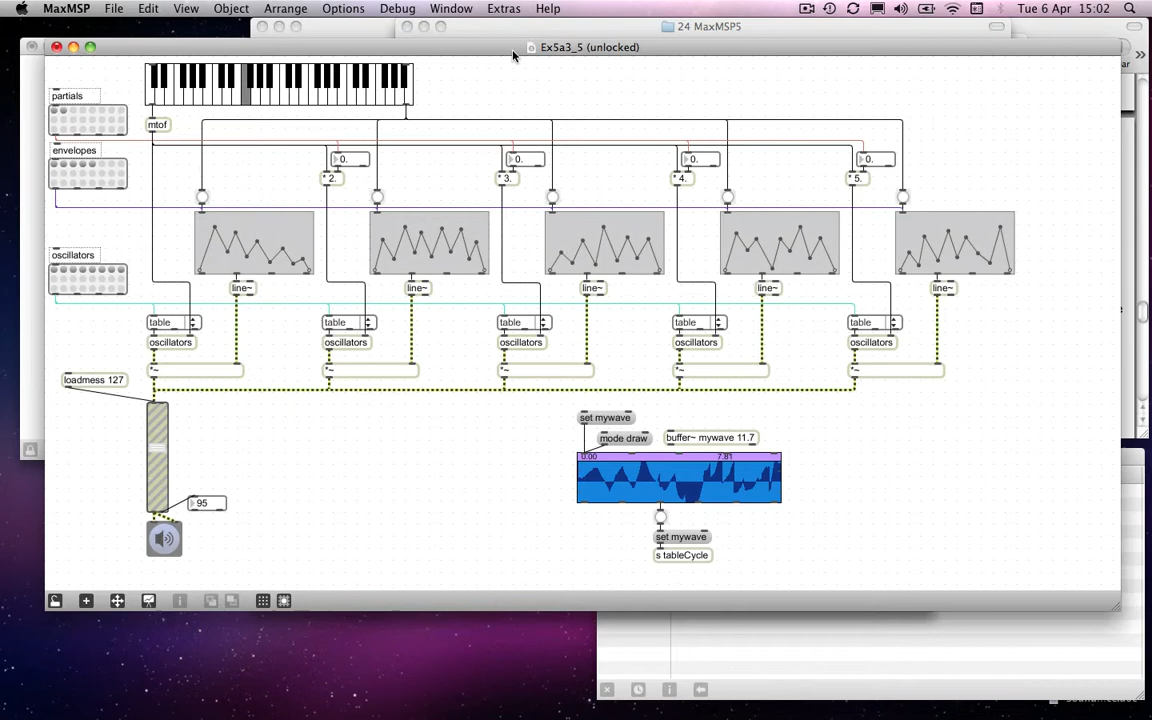 MaxMSP File Edit View Object Arrange Options Debug Window Extras Help Tue 6 Apr 15:02
24 MaxMSP5
Ex5a3_5 (unlocked)
partials
mtof
envelopes
0. 0. 0. 0.
* 2. * 3. * 4. * 5.
oscillators
line~ line~ line~ line~ line~
table table table table table
oscillators oscillators oscillators oscillators oscillators
*~ *~ *~ *~ *~
loadmess 127
set mywave
mode draw buffer~ mywave 11.7
0.00 7.81
95
set mywave
s tableCycle